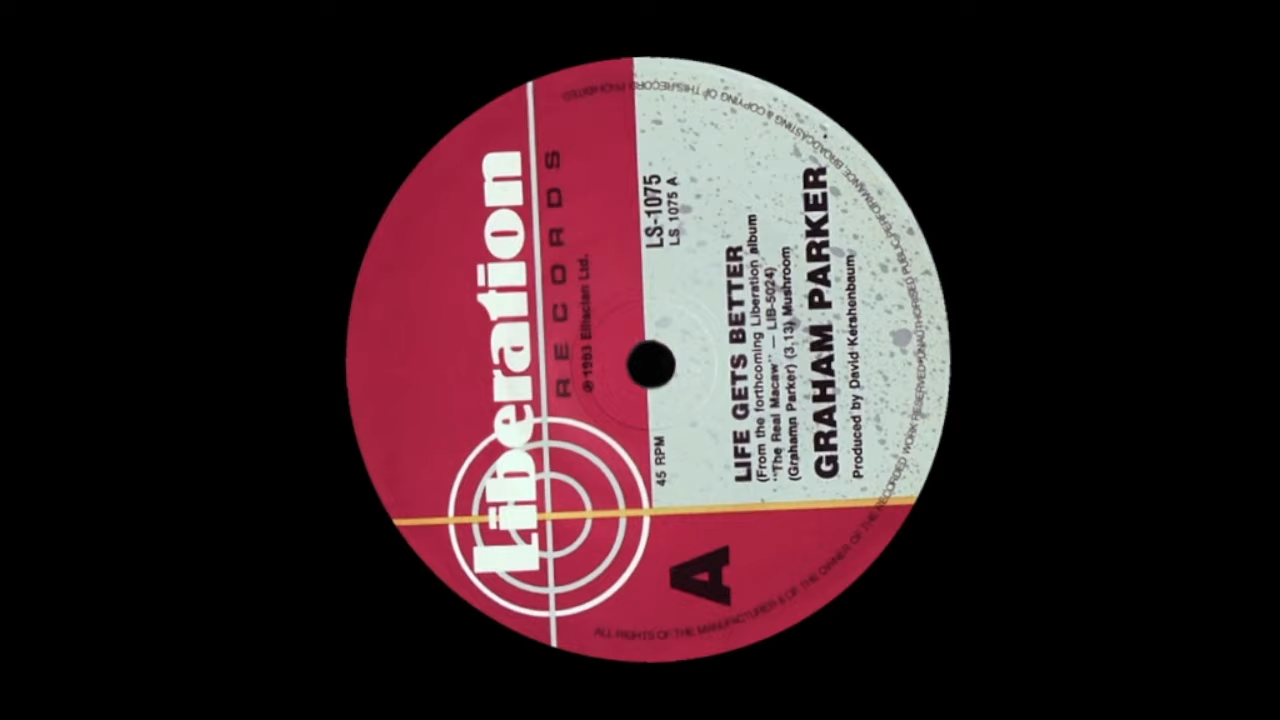 Liberation
RECORDS
℗ 1983 Elliscian Ltd.
LS-1075
LS 1075 A
45 RPM
LIFE GETS BETTER
(From the forthcoming Liberation album
"The Real Macaw" — LIB-5024)
(Grahamn Parker) (3.13) Mushroom
GRAHAM PARKER
Produced by David Kershenbaum
A
ALL RIGHTS OF THE MANUFACTURER & OF THE OWNER OF THE RECORDED WORK RESERVED•UNAUTHORISED PUBLIC PERFORMANCE, BROADCASTING & COPYING OF THIS RECORD PROHIBITED